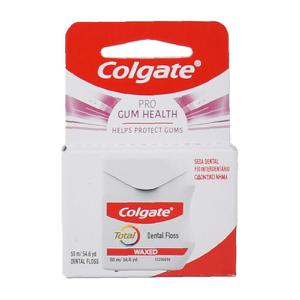 Colgate®
PRO
GUM HEALTH
HELPS PROTECT GUMS
SEDA DENTAL
FIO INTERDENTÁRIO
ΟΔΟΝΤΙΚΟ ΝΗΜΑ
Colgate®
Total
Dental Floss
WAXED
50 m/ 54.6 yd
50 m/ 54.6 yd
DENTAL FLOSS